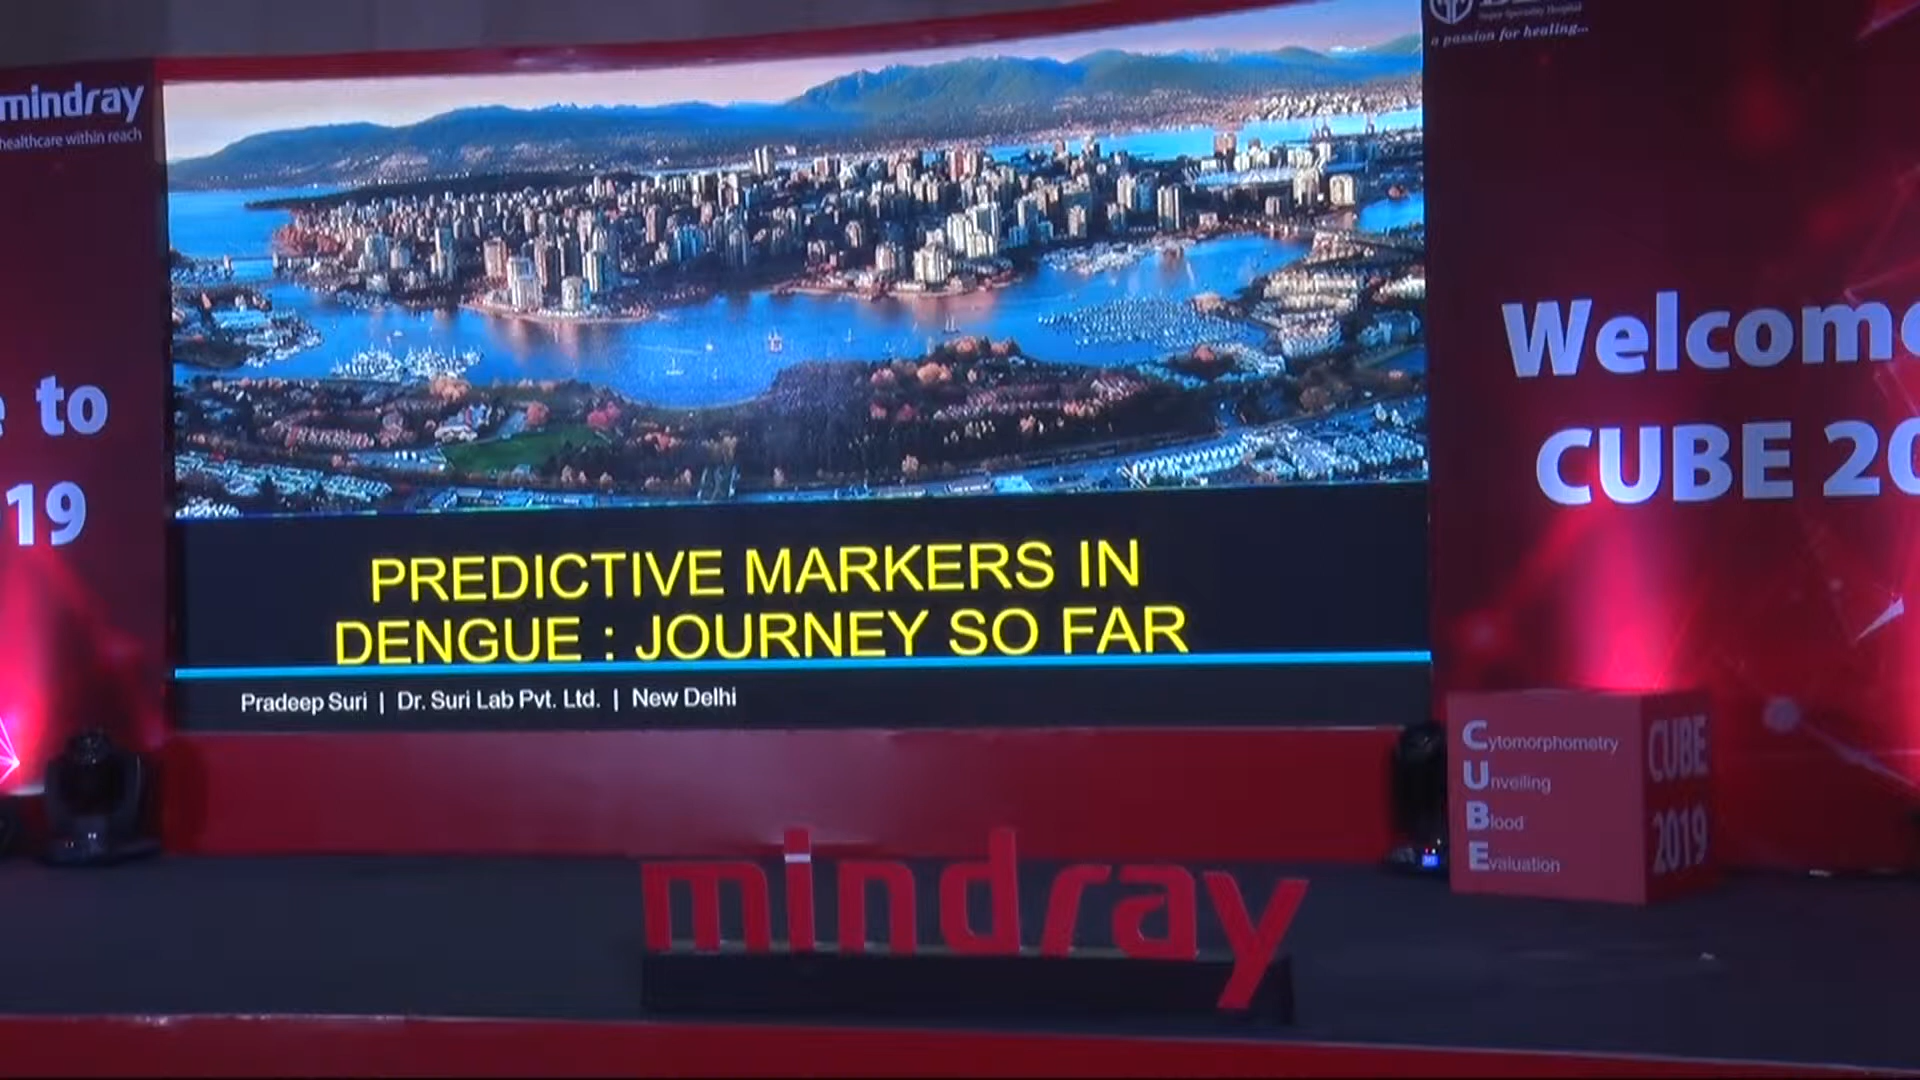 mindray
healthcare within reach
to
19
PREDICTIVE MARKERS IN
DENGUE : JOURNEY SO FAR
Pradeep Suri | Dr. Suri Lab Pvt. Ltd. | New Delhi
a passion for healing...
Welcome
CUBE 20
Cytomorphometry
Unveiling
Blood
Evaluation
CUBE
2019
mindray